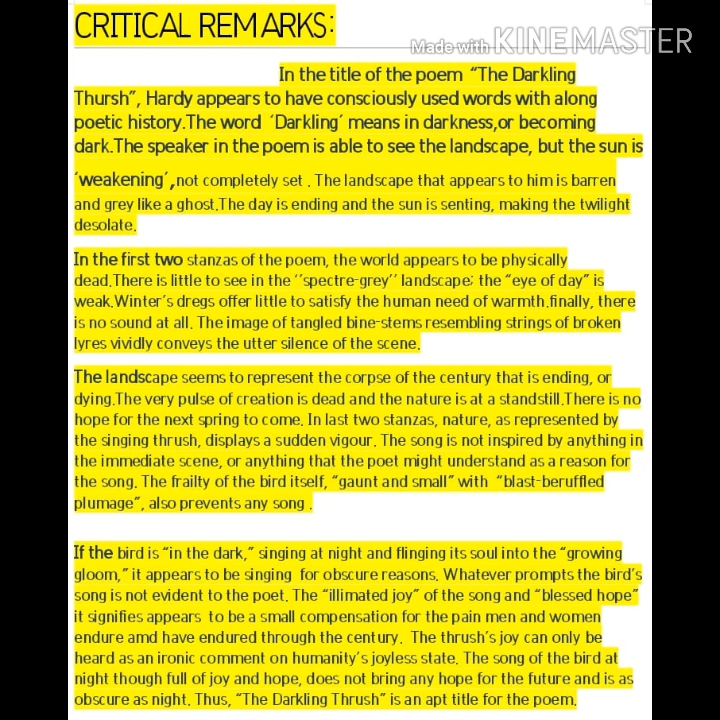 CRITICAL REMARKS:
Made with KINEMASTER
In the title of the poem “The Darkling
Thursh”, Hardy appears to have consciously used words with along
poetic history.The word ‘Darkling’ means in darkness,or becoming
dark.The speaker in the poem is able to see the landscape, but the sun is
‘weakening’,not completely set . The landscape that appears to him is barren
and grey like a ghost.The day is ending and the sun is senting, making the twilight
desolate.
In the first two stanzas of the poem, the world appears to be physically
dead.There is little to see in the ‘‘spectre-grey’’ landscape; the “eye of day” is
weak.Winter’s dregs offer little to satisfy the human need of warmth.finally, there
is no sound at all. The image of tangled bine-stems resembling strings of broken
lyres vividly conveys the utter silence of the scene.
The landscape seems to represent the corpse of the century that is ending, or
dying.The very pulse of creation is dead and the nature is at a standstill.There is no
hope for the next spring to come. In last two stanzas, nature, as represented by
the singing thrush, displays a sudden vigour. The song is not inspired by anything in
the immediate scene, or anything that the poet might understand as a reason for
the song. The frailty of the bird itself, “gaunt and small” with “blast-beruffled
plumage”, also prevents any song .
If the bird is “in the dark,” singing at night and flinging its soul into the “growing
gloom,” it appears to be singing for obscure reasons. Whatever prompts the bird’s
song is not evident to the poet. The “illimated joy” of the song and “blessed hope”
it signifies appears to be a small compensation for the pain men and women
endure amd have endured through the century. The thrush’s joy can only be
heard as an ironic comment on humanity’s joyless state. The song of the bird at
night though full of joy and hope, does not bring any hope for the future and is as
obscure as night. Thus, “The Darkling Thrush” is an apt title for the poem.